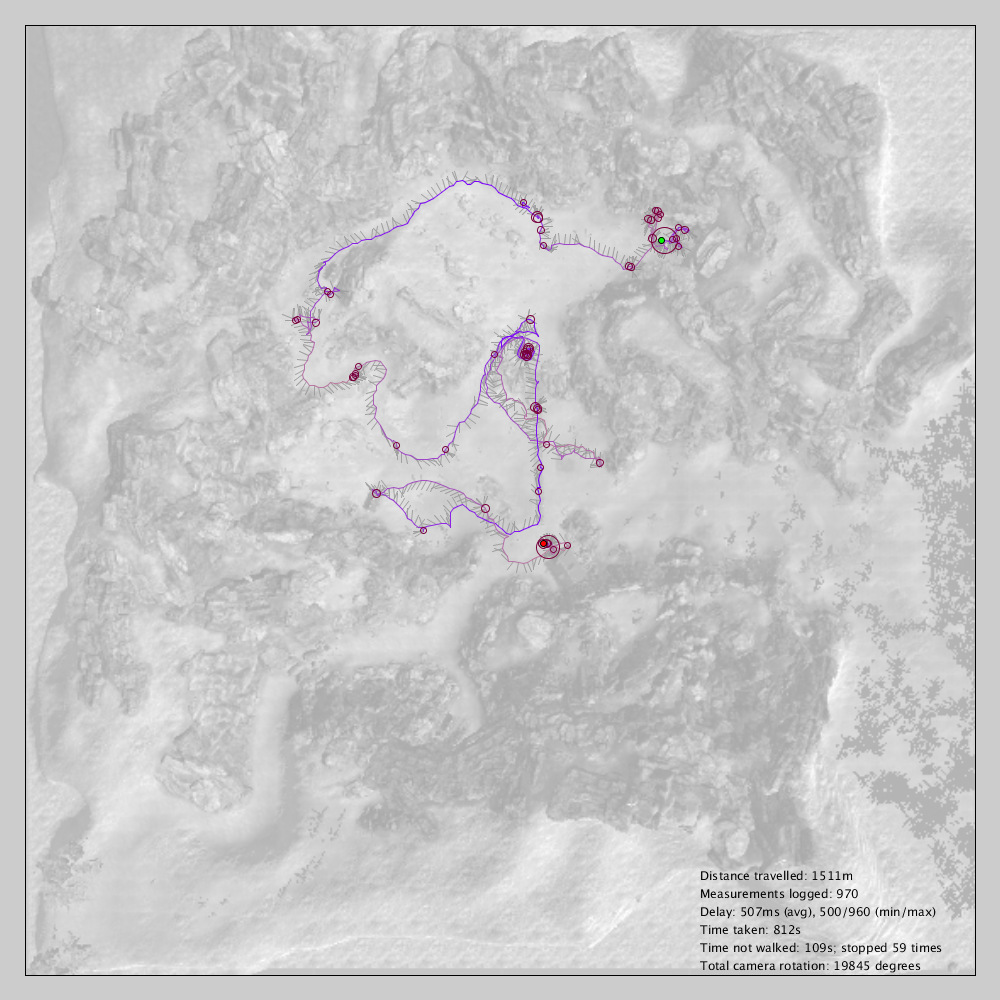 Distance travelled: 1511m
Measurements logged: 970
Delay: 507ms (avg), 500/960 (min/max)
Time taken: 812s
Time not walked: 109s; stopped 59 times
Total camera rotation: 19845 degrees